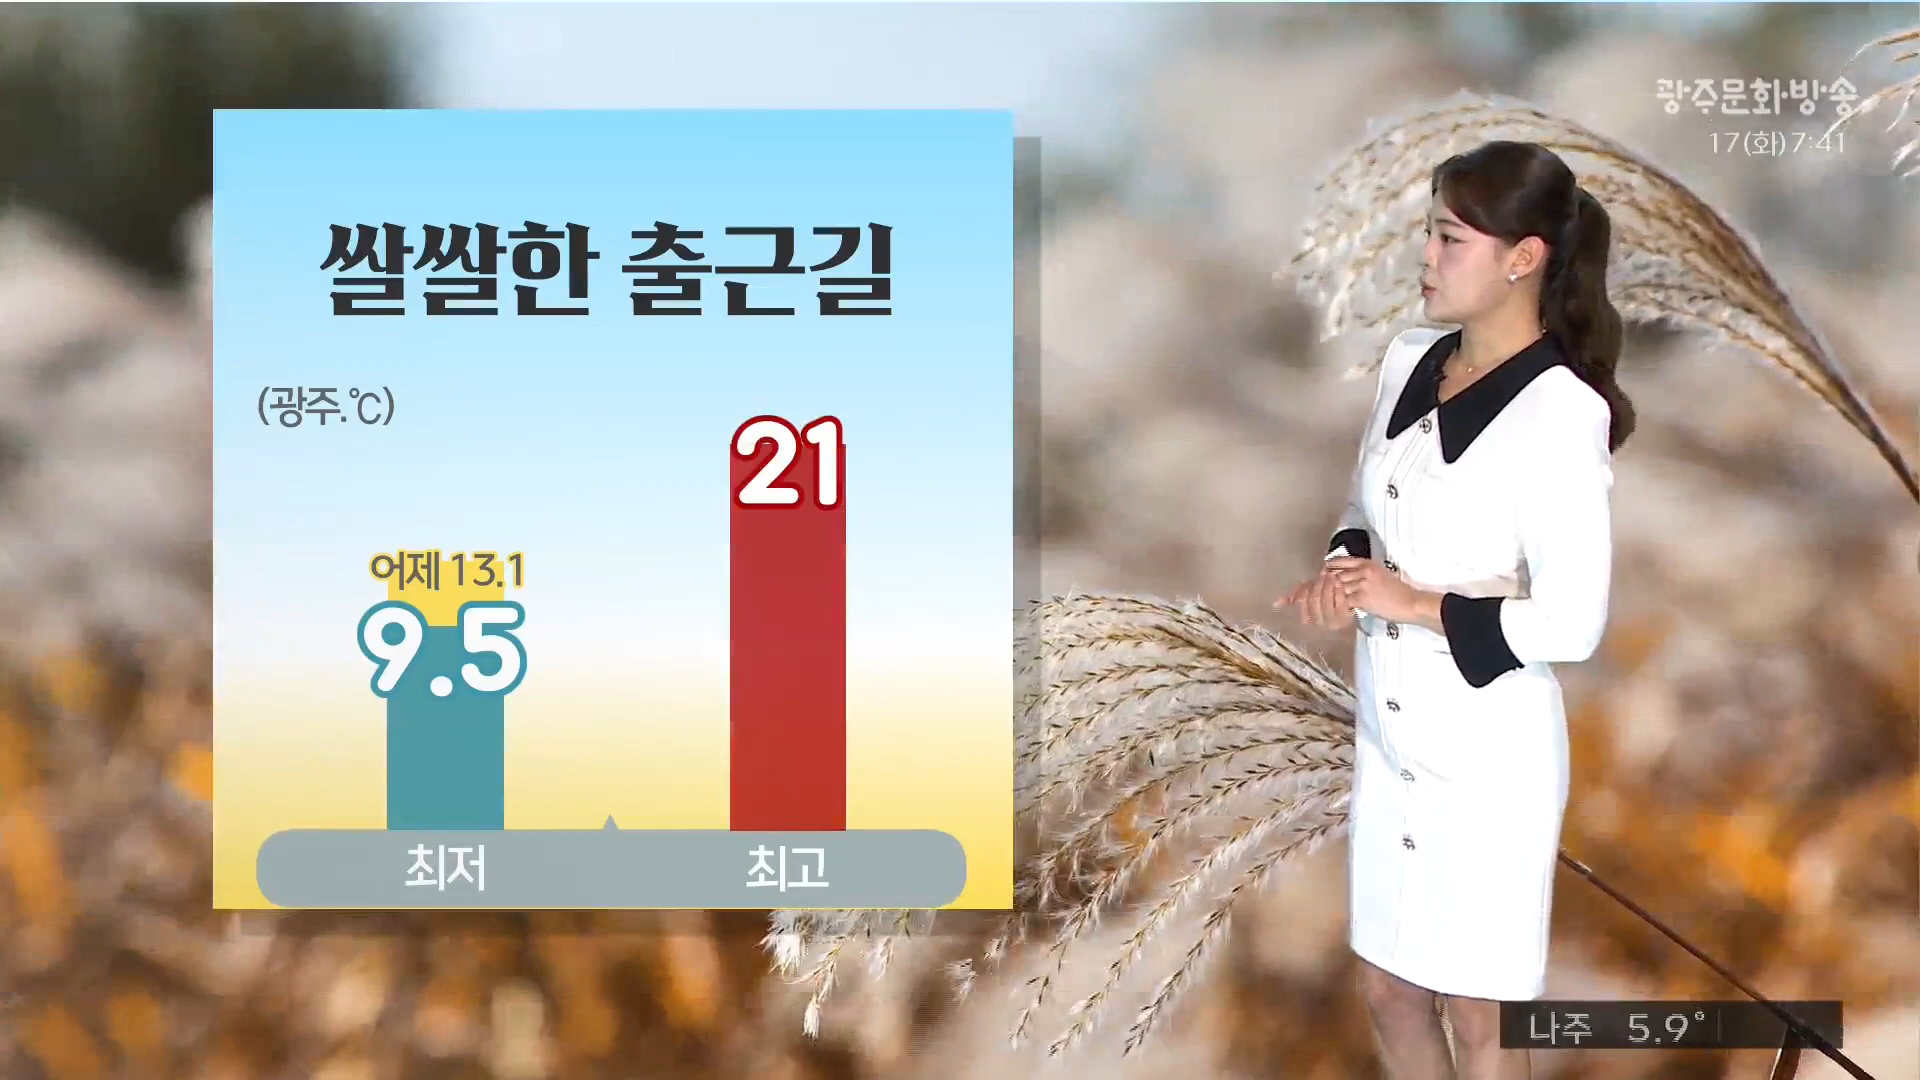 광주문화방송
17(화) 7:41
쌀쌀한 출근길
(광주.℃)
21
어제 13.1
9.5
최저 최고
나주 5.9°